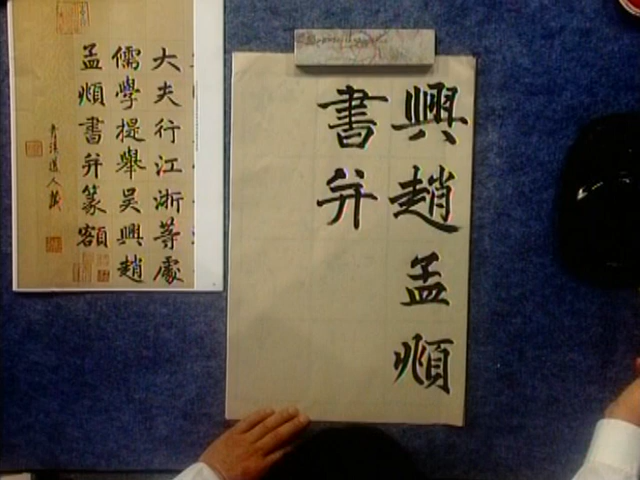 大夫行江浙等處
儒學提舉吳興趙
孟頫書并篆額
興趙孟頫
書并